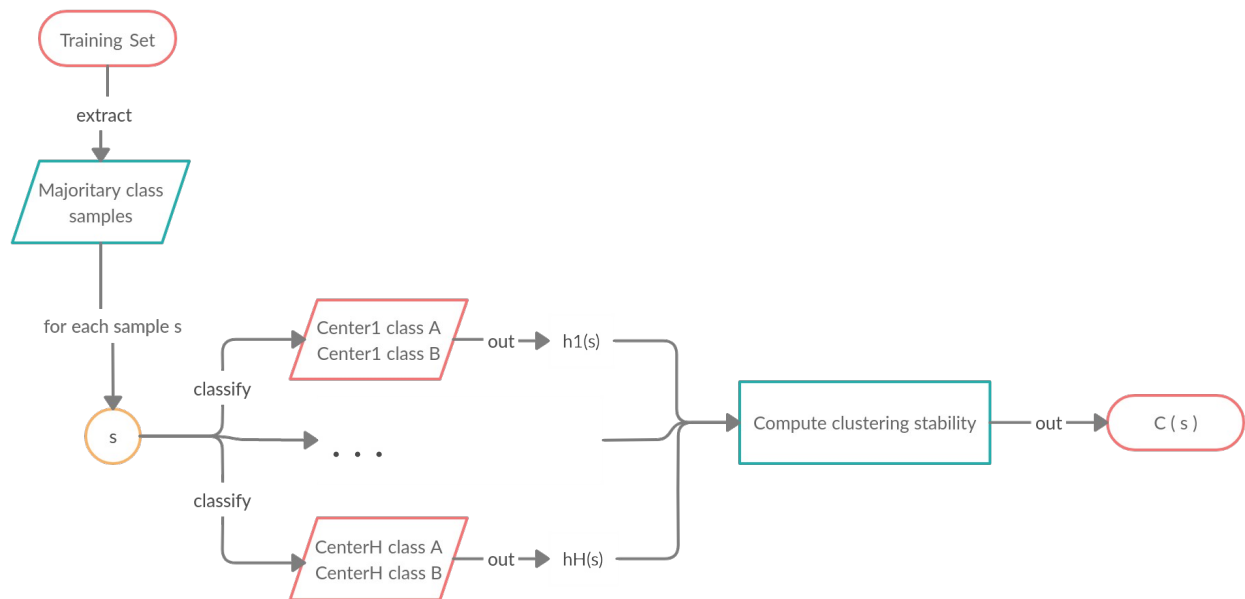 Training Set
extract
Majoritary class
samples
for each sample s
s
classify
classify
Center1 class A
Center1 class B
out
h1(s)
. . .
CenterH class A
CenterH class B
out
hH(s)
Compute clustering stability
out
C ( s )